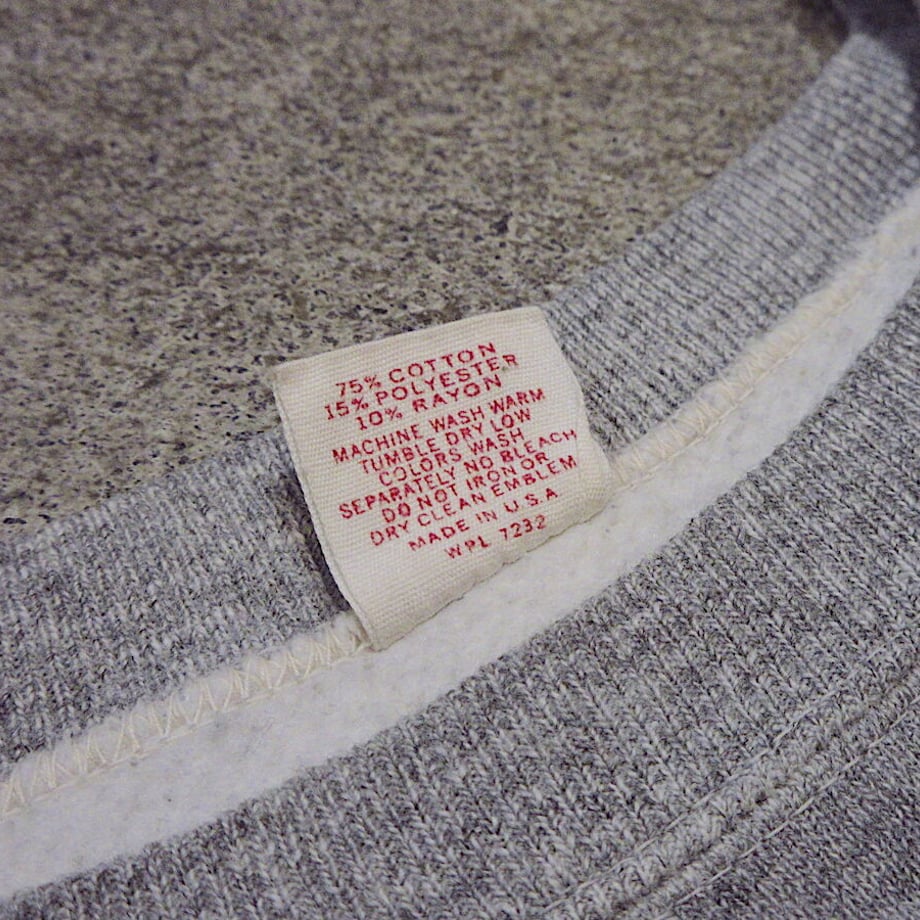 75% COTTON
15% POLYESTER
10% RAYON
MACHINE WASH WARM
TUMBLE DRY LOW
COLORS WASH
SEPARATELY NO BLEACH
DO NOT IRON OR
DRY CLEAN EMBLEM
MADE IN U.S.A
WPL 7232